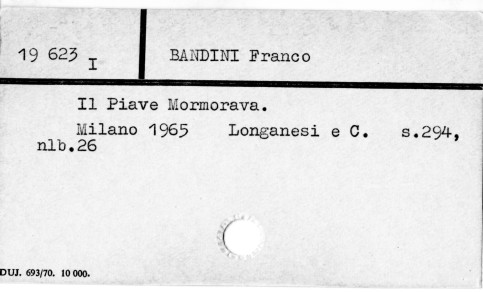 19 623 I
BANDINI Franco
Il Piave Mormorava.
Milano 1965 Longanesi e C. s.294,
nlb.26
DUJ. 693/70. 10 000.